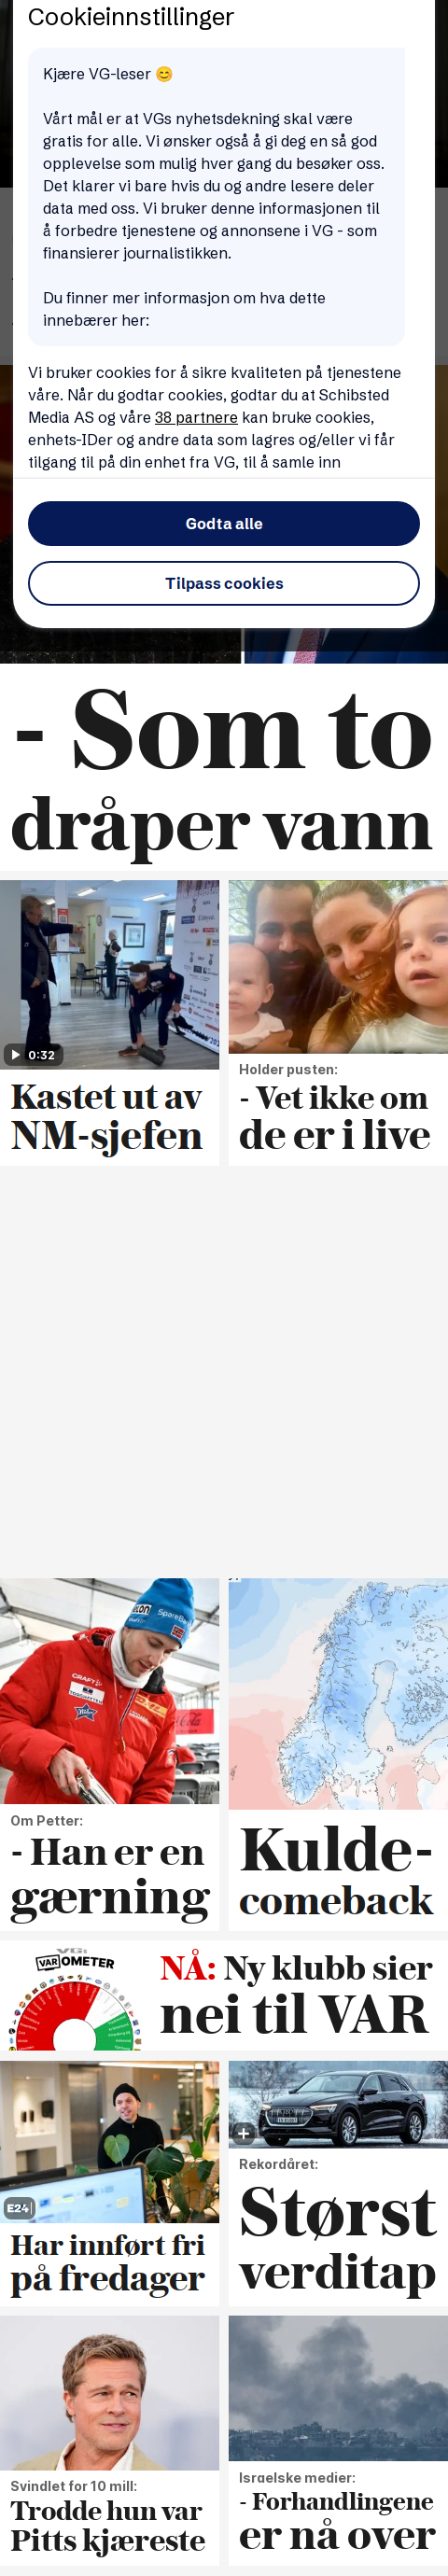 Cookieinnstillinger
Kjære VG-leser 😊
Vårt mål er at VGs nyhetsdekning skal være
gratis for alle. Vi ønsker også å gi deg en så god
opplevelse som mulig hver gang du besøker oss.
Det klarer vi bare hvis du og andre lesere deler
data med oss. Vi bruker denne informasjonen til
å forbedre tjenestene og annonsene i VG - som
finansierer journalistikken.
Du finner mer informasjon om hva dette
innebærer her:
Vi bruker cookies for å sikre kvaliteten på tjenestene
våre. Når du godtar cookies, godtar du at Schibsted
Media AS og våre 38 partnere kan bruke cookies,
enhets-IDer og andre data som lagres og/eller vi får
tilgang til på din enhet fra VG, til å samle inn
Godta alle
Tilpass cookies
- Som to
dråper vann
0:32
Kastet ut av
NM-sjefen
Holder pusten:
- Vet ikke om
de er i live
CRAFT
Om Petter:
- Han er en
gærning
Kulde-
comeback
VAROMETER
NÅ: Ny klubb sier
nei til VAR
E24
Har innført fri
på fredager
Rekordåret:
Størst
verditap
Svindlet for 10 mill:
Trodde hun var
Pitts kjæreste
Israelske medier:
- Forhandlingene
er nå over